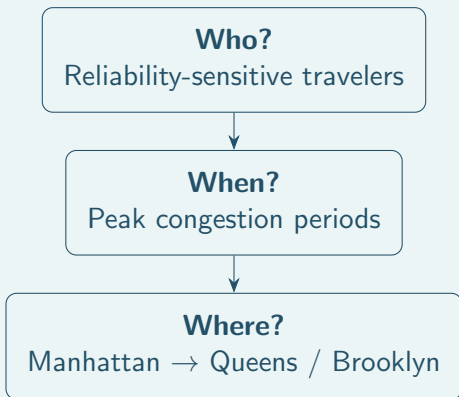 Who?
Reliability-sensitive travelers
When?
Peak congestion periods
Where?
Manhattan → Queens / Brooklyn